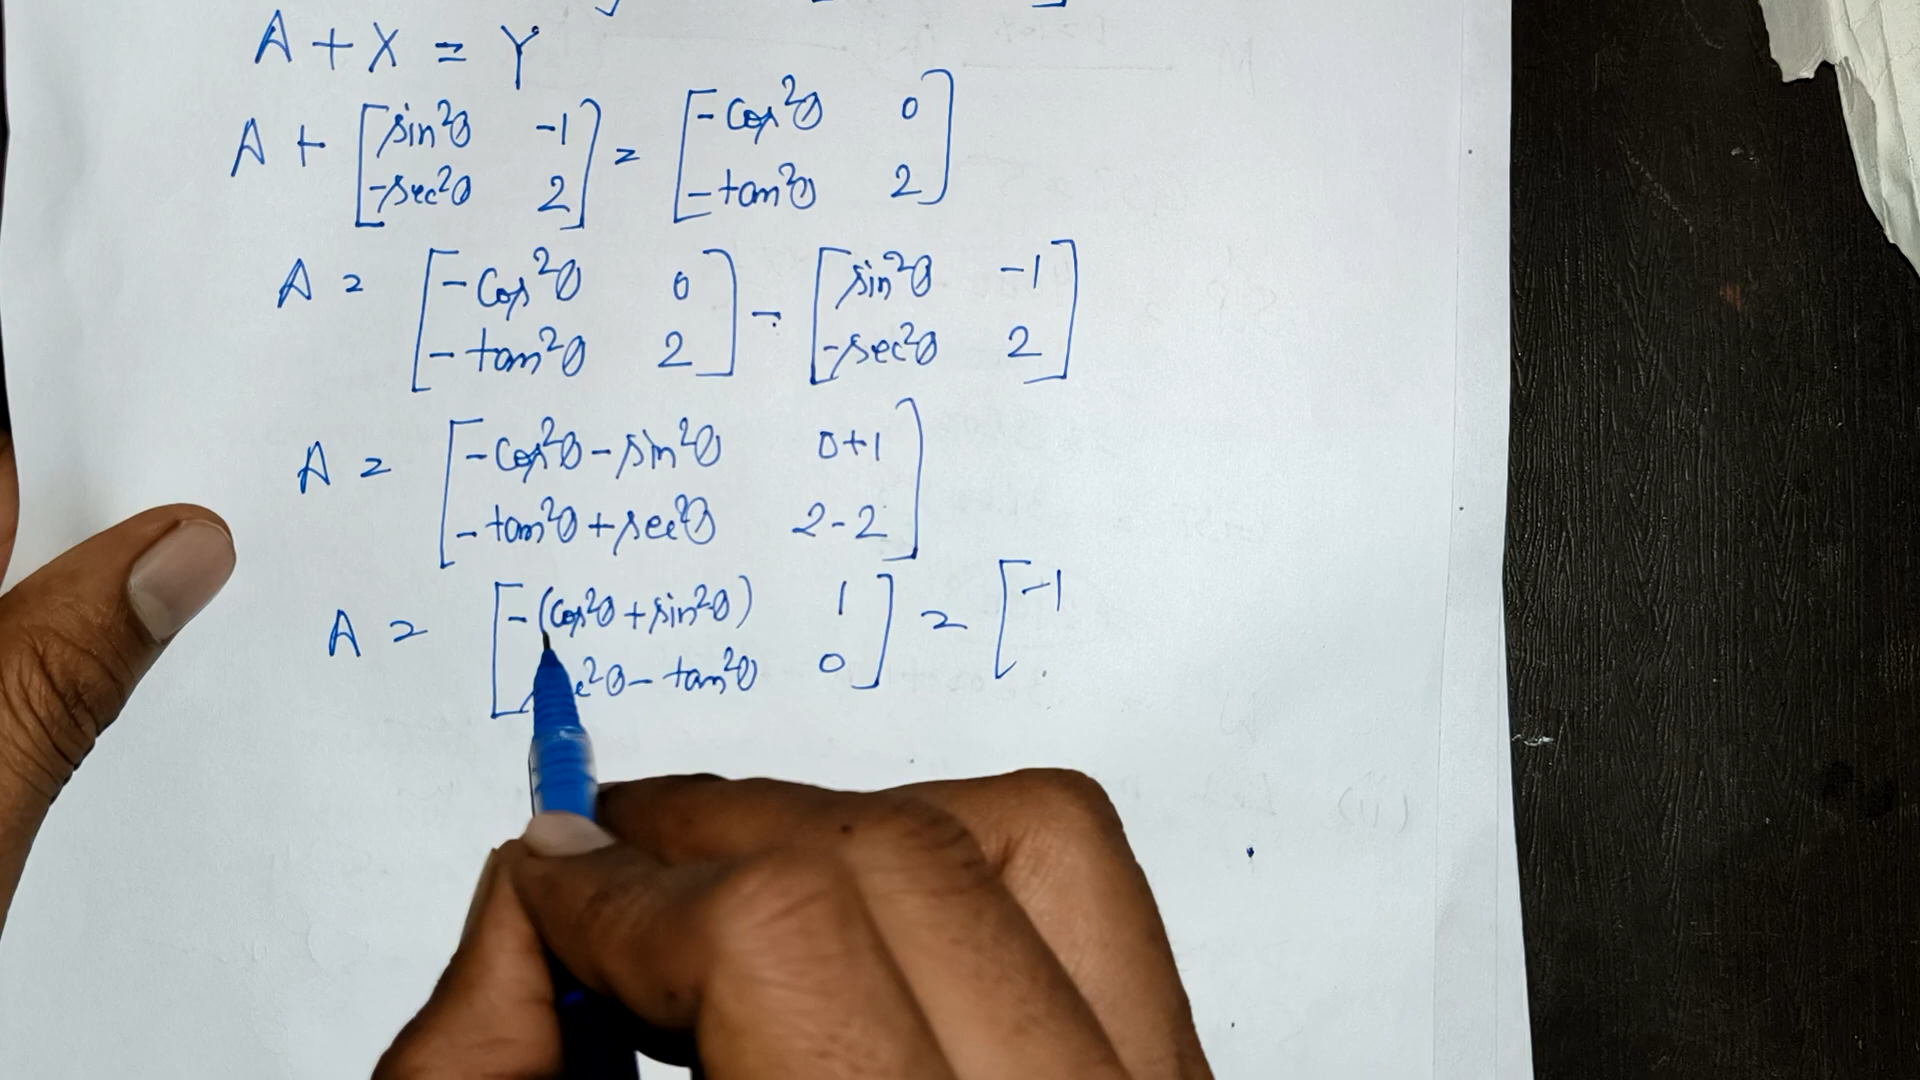 A + X = Y
A + [sin²θ -1 -sec²θ 2] = [-cos²θ 0 -tan²θ 2]
A = [-cos²θ 0 -tan²θ 2] - [sin²θ -1 -sec²θ 2]
A = [-cos²θ-sin²θ 0+1 -tan²θ+sec²θ 2-2]
A = [-(cos²θ+sin²θ) 1 θ- tan²θ 0] = [-1